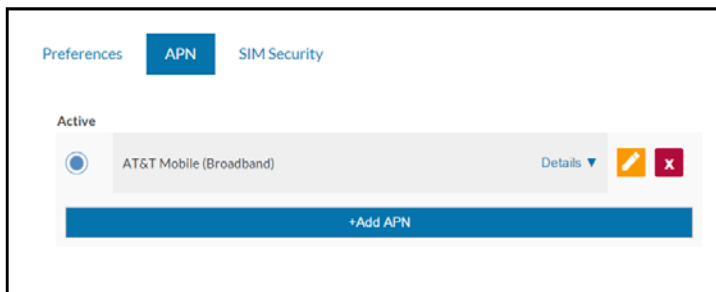 Preferences APN SIM Security
Active
AT&T Mobile (Broadband) Details ▼ x
+Add APN